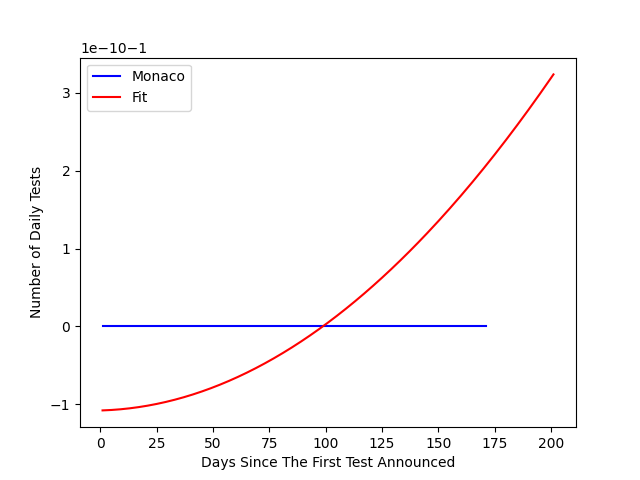 1e−10−1
Monaco
Fit
3
2
1
0
−1
Number of Daily Tests
0 25 50 75 100 125 150 175 200
Days Since The First Test Announced